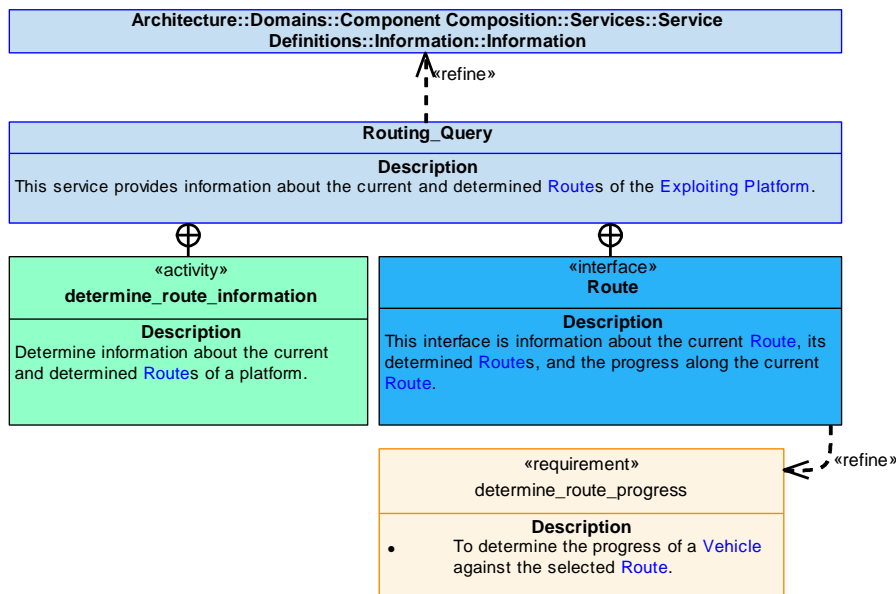 Architecture::Domains::Component Composition::Services::Service
Definitions::Information::Information
«refine»
Routing_Query
Description
This service provides information about the current and determined Routes of the Exploiting Platform.
«activity»
determine_route_information
Description
Determine information about the current
and determined Routes of a platform.
«interface»
Route
Description
This interface is information about the current Route, its
determined Routes, and the progress along the current
Route.
«refine»
«requirement»
determine_route_progress
Description
• To determine the progress of a Vehicle
against the selected Route.